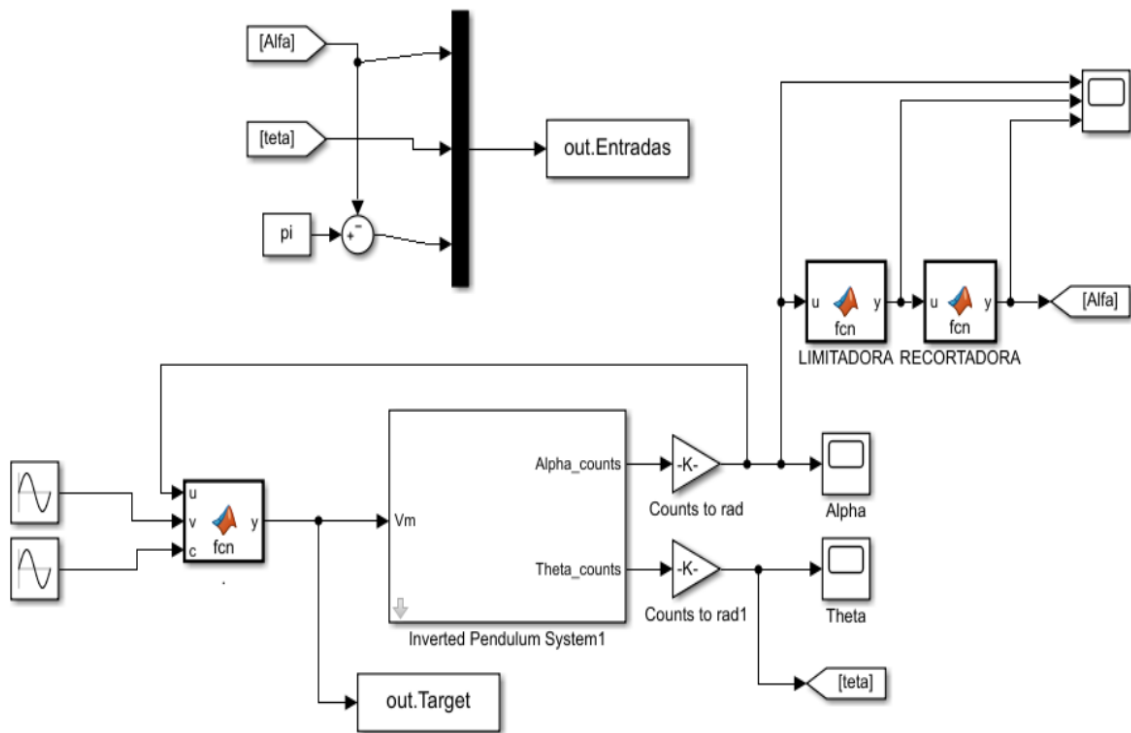 [Alfa]
[teta]
out.Entradas
pi
+
-
u
y
fcn
LIMITADORA
u
y
fcn
RECORTADORA
[Alfa]
u
v
c
y
fcn
.
Vm
Alpha_counts
Theta_counts
Inverted Pendulum System1
-K-
Counts to rad
Alpha
-K-
Counts to rad1
Theta
[teta]
out.Target